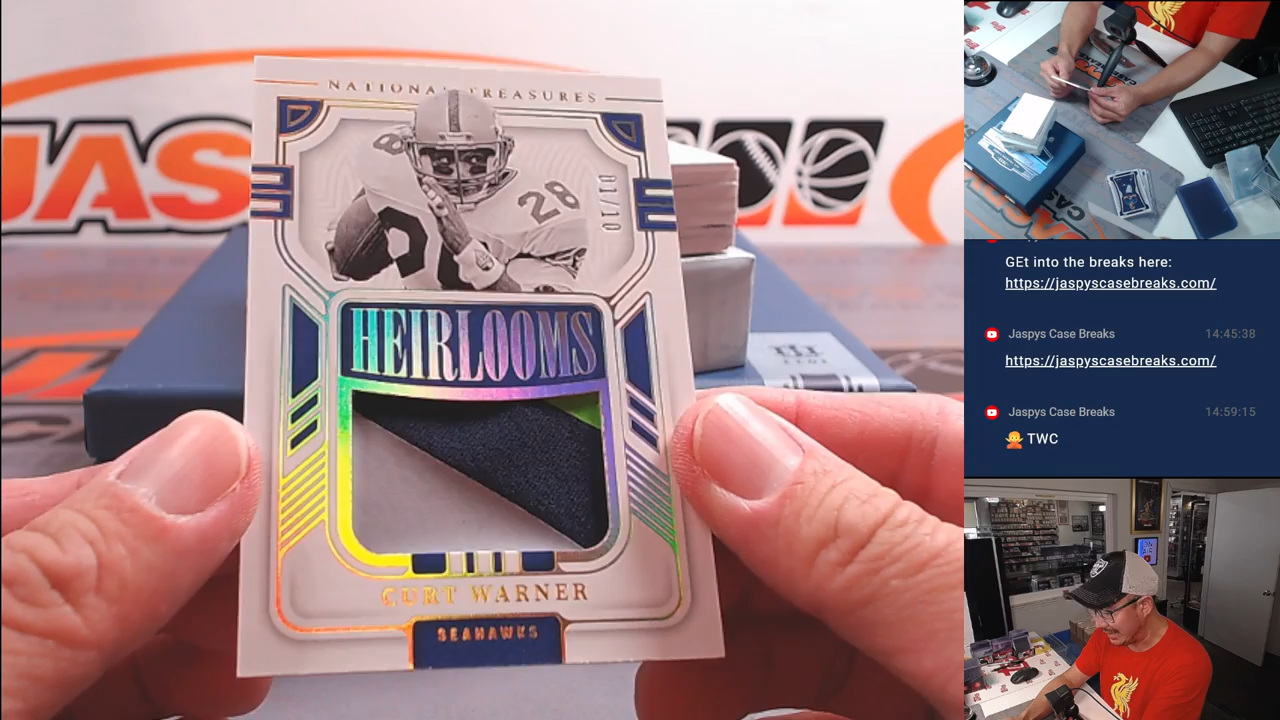 NATIONAL TREASURES
28
01/10
HEIRLOOMS
CURT WARNER
SEAHAWKS
JAS
GEt into the breaks here:
https://jaspyscasebreaks.com/
Jaspys Case Breaks 14:45:38
https://jaspyscasebreaks.com/
Jaspys Case Breaks 14:59:15
🙅 TWC